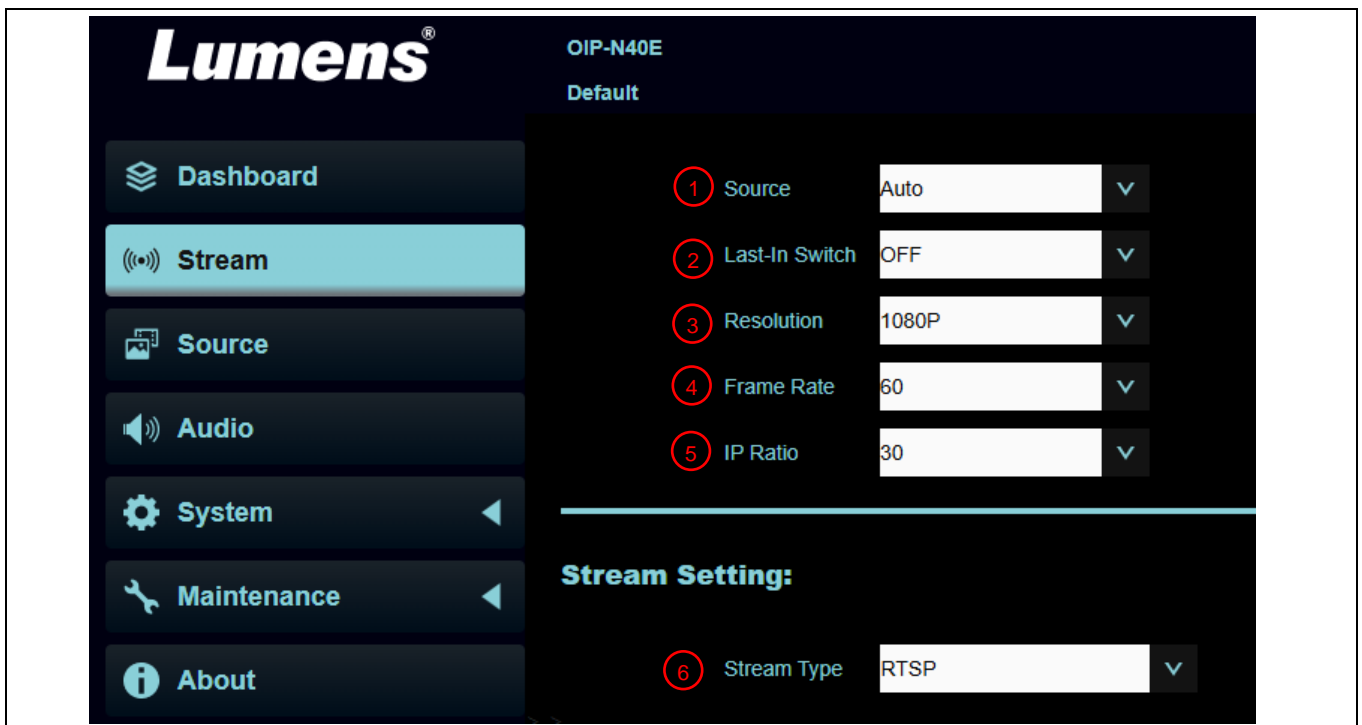 Lumens®
OIP-N40E
Default
Dashboard
Stream
Source
Audio
System
Maintenance
About
1 Source Auto
2 Last-In Switch OFF
3 Resolution 1080P
4 Frame Rate 60
5 IP Ratio 30
Stream Setting:
6 Stream Type RTSP